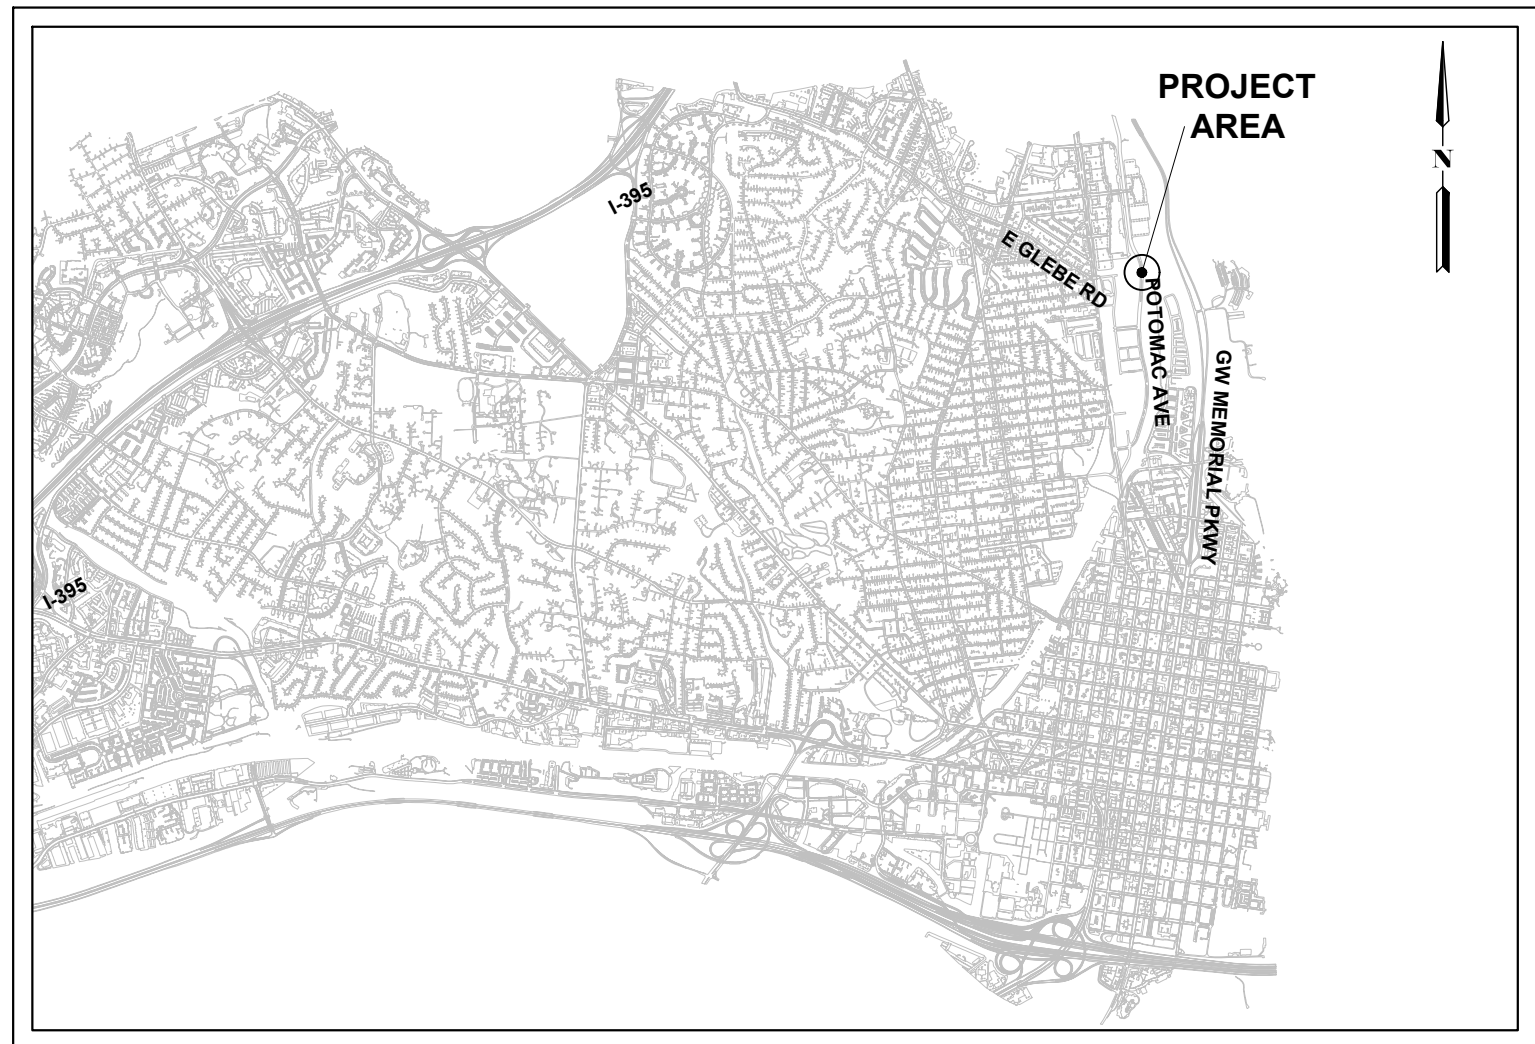 PROJECT
AREA
N
I-395
E GLEBE RD
POTOMAC AVE
GW MEMORIAL PKWY
I-395